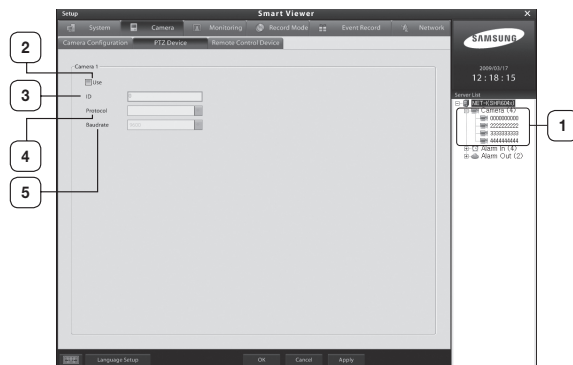 Setup
Smart Viewer
System
Camera
Monitoring
Record Mode
Event Record
Network
Camera Configuration
PTZ Device
Remote Control Device
SAMSUNG
2009/03/17
12 : 18 : 15
Server List
Camera (4)
0000000000
2222222222
3333333333
4444444444
Alarm In (4)
Alarm Out (2)
Camera 1
Use
ID
Protocol
Baudrate
Language Setup
OK
Cancel
Apply
1
2
3
4
5